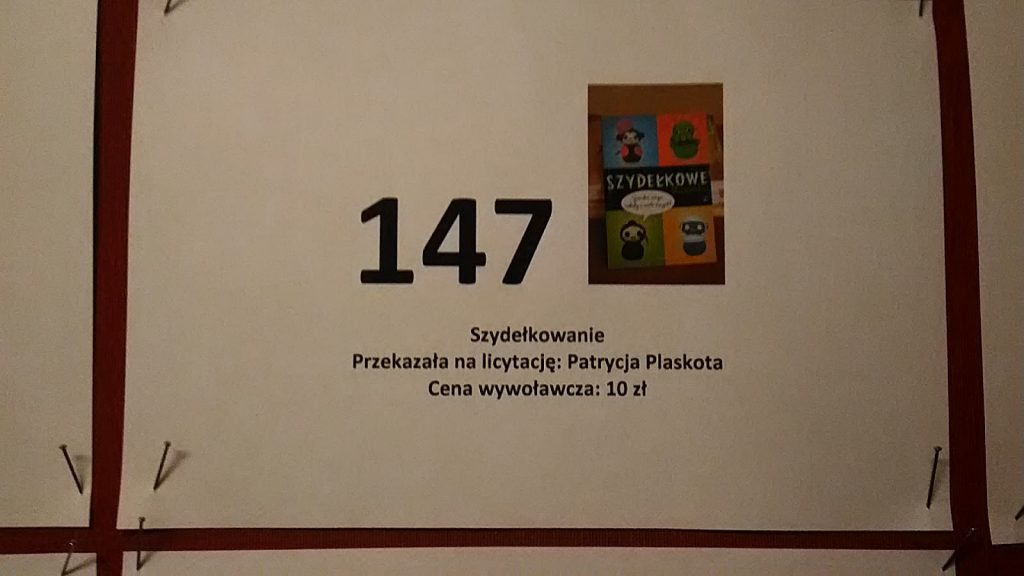 147
SZYDEŁKOWE
Szydełkowanie
Przekazała na licytację: Patrycja Plaskota
Cena wywoławcza: 10 zł